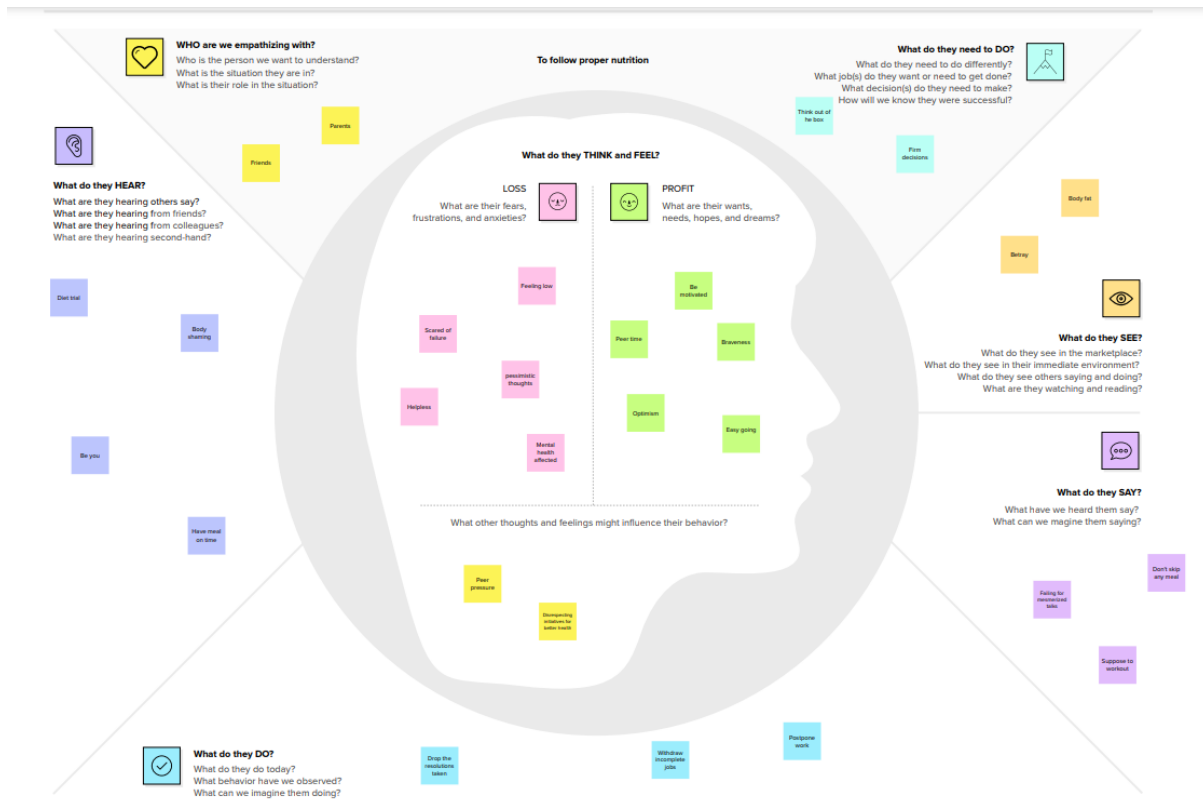 WHO are we empathizing with?
Who is the person we want to understand?
What is the situation they are in?
What is their role in the situation?
Parents
Friends
To follow proper nutrition
What do they need to DO?
What do they need to do differently?
What job(s) do they want or need to get done?
What decision(s) do they need to make?
How will we know they were successful?
Think out of
he box
Firm
decisions
What do they HEAR?
What are they hearing others say?
What are they hearing from friends?
What are they hearing from colleagues?
What are they hearing second-hand?
Diet trial
Body
shaming
Be you
Have meal
on time
What do they THINK and FEEL?
LOSS
What are their fears,
frustrations, and anxieties?
PROFIT
What are their wants,
needs, hopes, and dreams?
Feeling low
Scared of
failure
pessimistic
thoughts
Helpless
Mental
health
affected
Be
motivated
Peer time
Braveness
Optimism
Easy going
What other thoughts and feelings might influence their behavior?
Peer
pressure
Disrespecting
initiatives for
better health
Body fat
Betray
What do they SEE?
What do they see in the marketplace?
What do they see in their immediate environment?
What do they see others saying and doing?
What are they watching and reading?
What do they SAY?
What have we heard them say?
What can we magine them saying?
Don't skip
any meal
Falling for
mesmerized
talks
Suppose to
workout
What do they DO?
What do they do today?
What behavior have we observed?
What can we imagine them doing?
Drop the
resolutions
taken
Withdraw
incomplete
jobs
Postpone
work